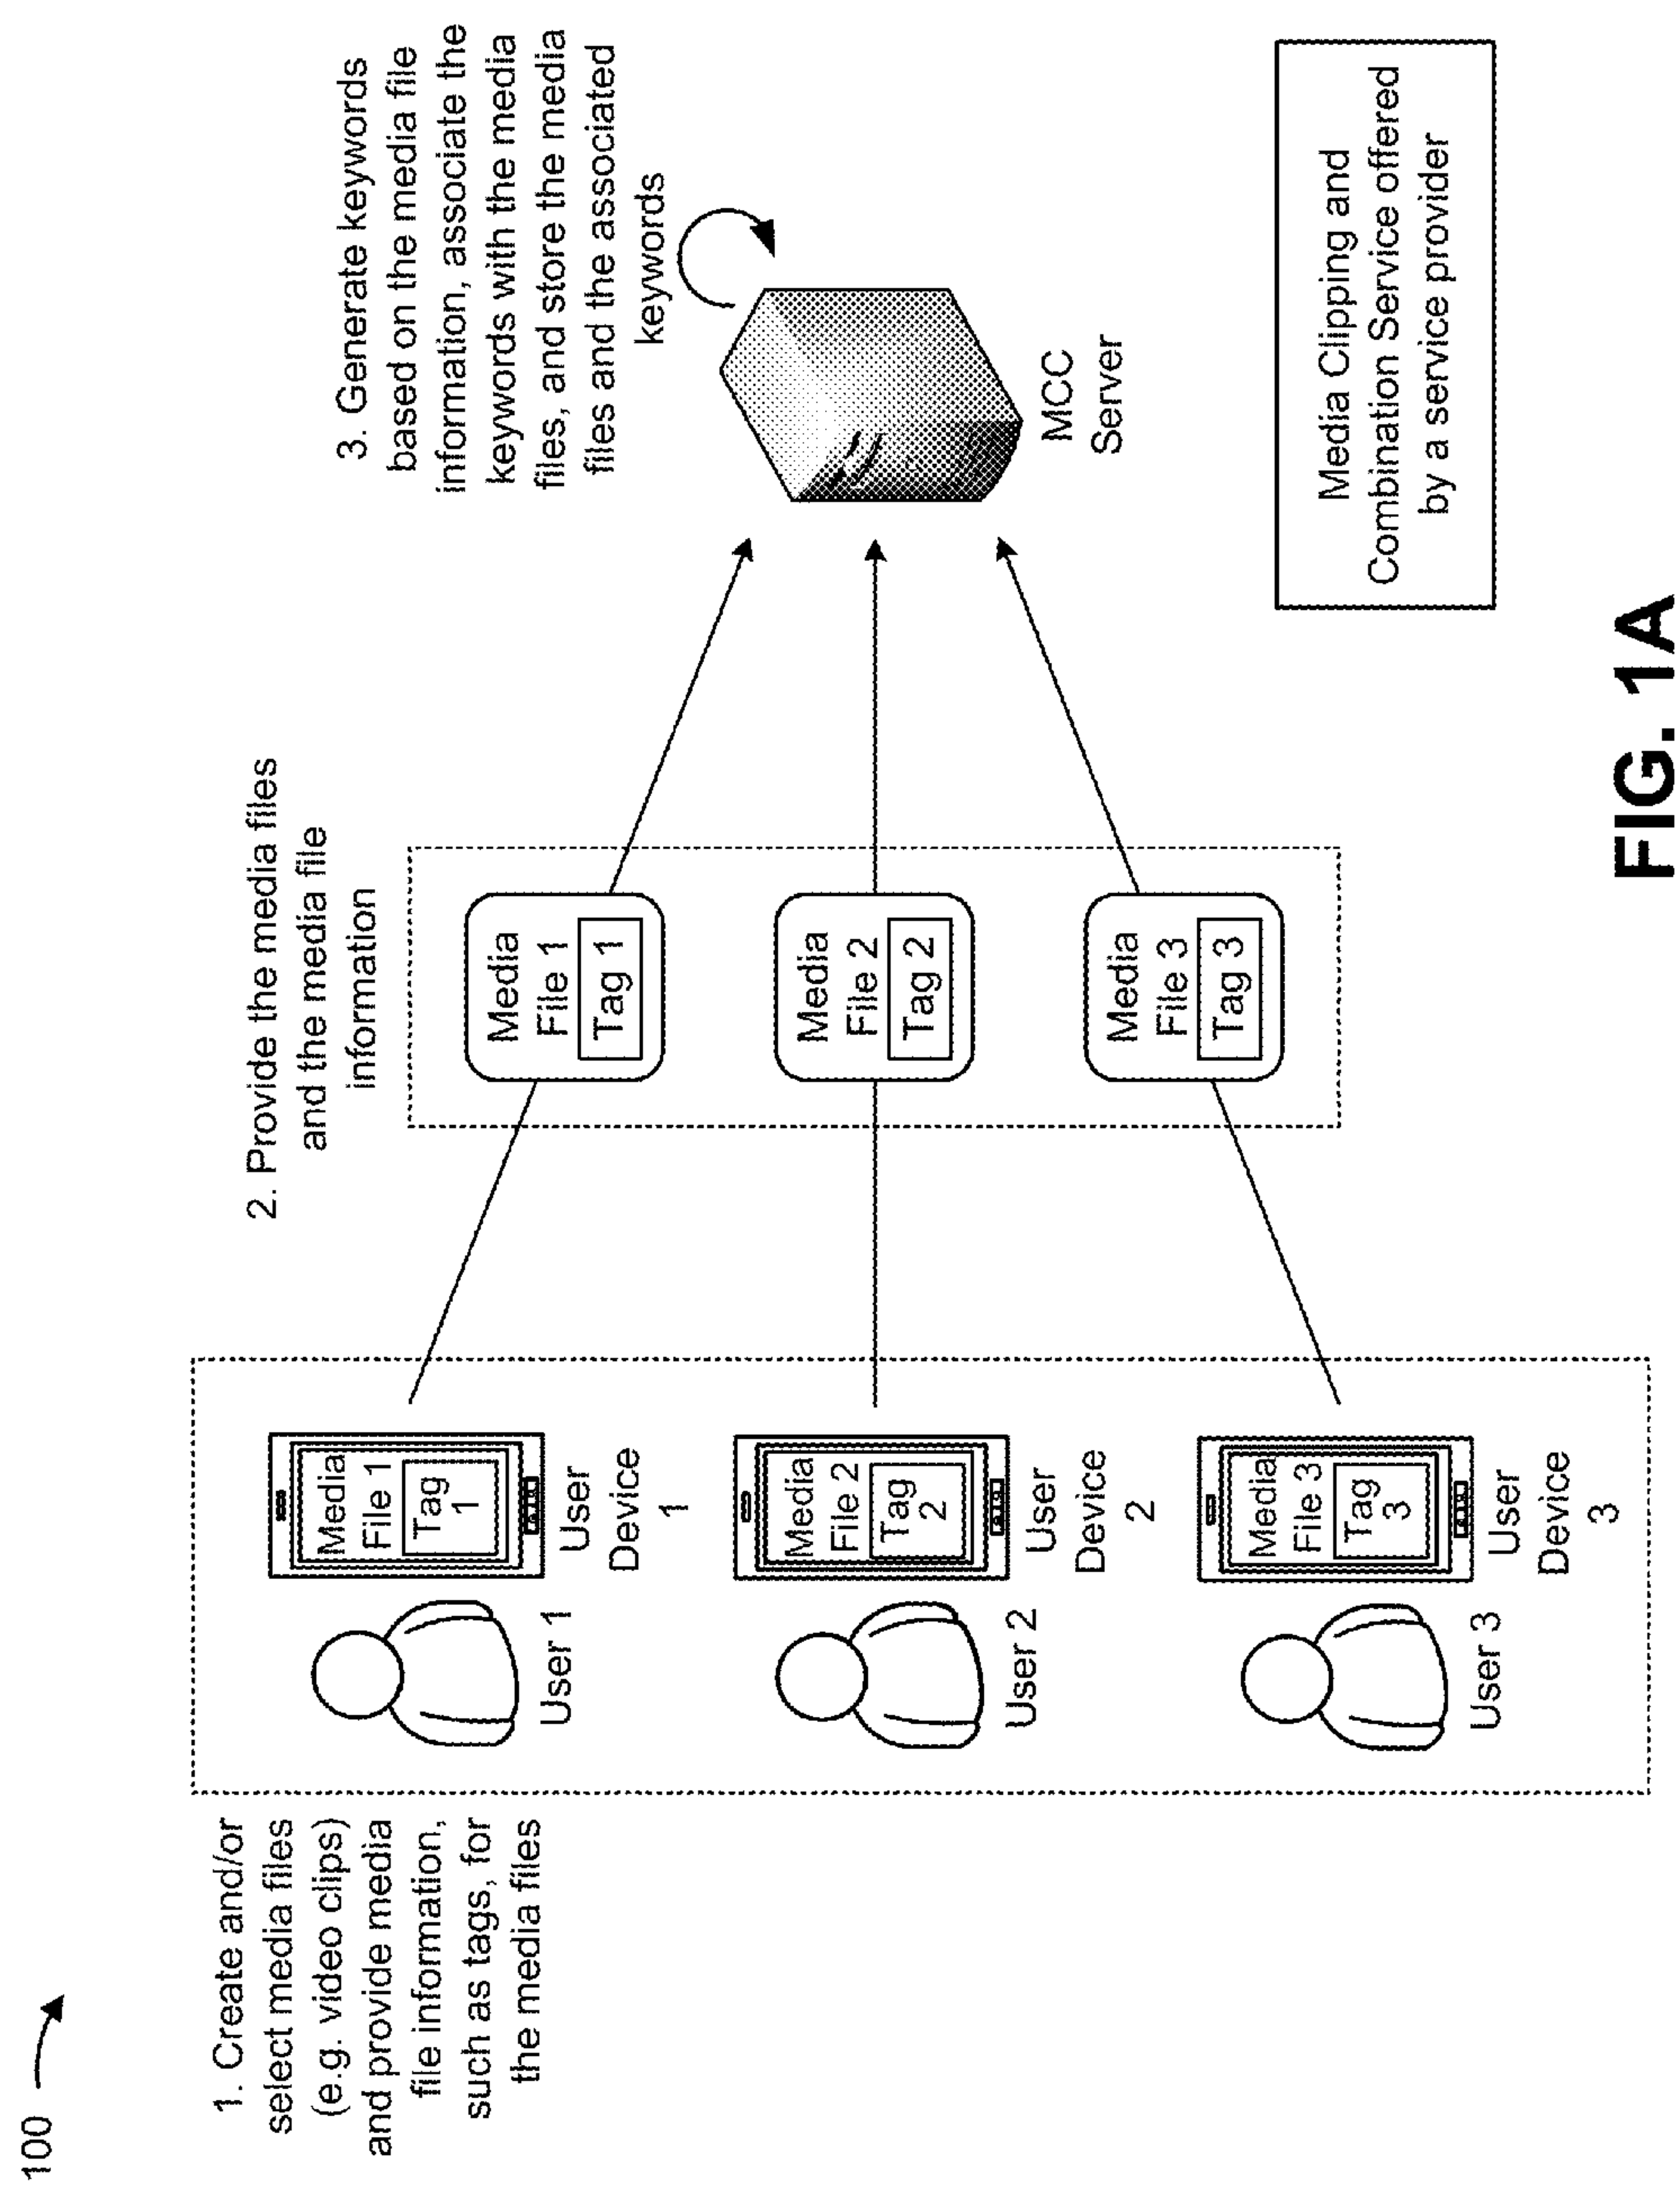 100
1. Create and/or
select media files
(e.g. video clips)
and provide media
file information,
such as tags, for
the media files
User 1
Media
File 1
Tag
1
User
Device
1
User 2
Media
File 2
Tag
2
User
Device
2
User 3
Media
File 3
Tag
3
User
Device
3
2. Provide the media files
and the media file
information
Media
File 1
Tag 1
Media
File 2
Tag 2
Media
File 3
Tag 3
3. Generate keywords
based on the media file
information, associate the
keywords with the media
files, and store the media
files and the associated
keywords
MCC
Server
Media Clipping and
Combination Service offered
by a service provider
FIG. 1A